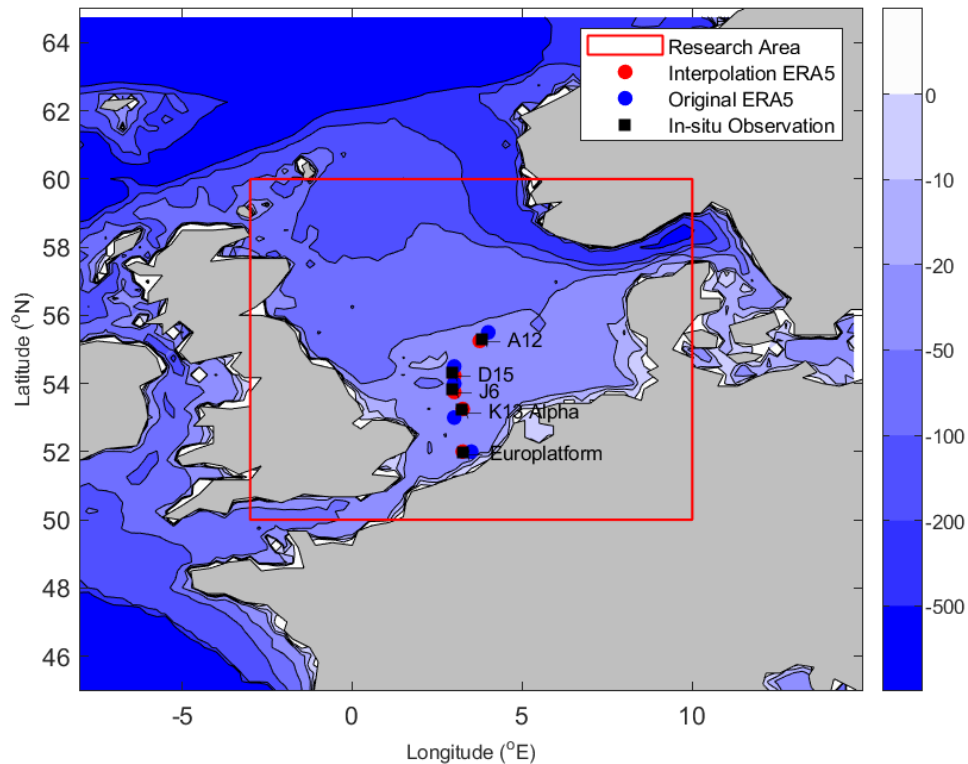 64
62
60
58
56
54
52
50
48
46
Latitude (°N)
-5
0
5
10
Longitude (°E)
Research Area
Interpolation ERA5
Original ERA5
In-situ Observation
A12
D15
J6
K13 Alpha
Europlatform
0
-10
-20
-50
-100
-200
-500